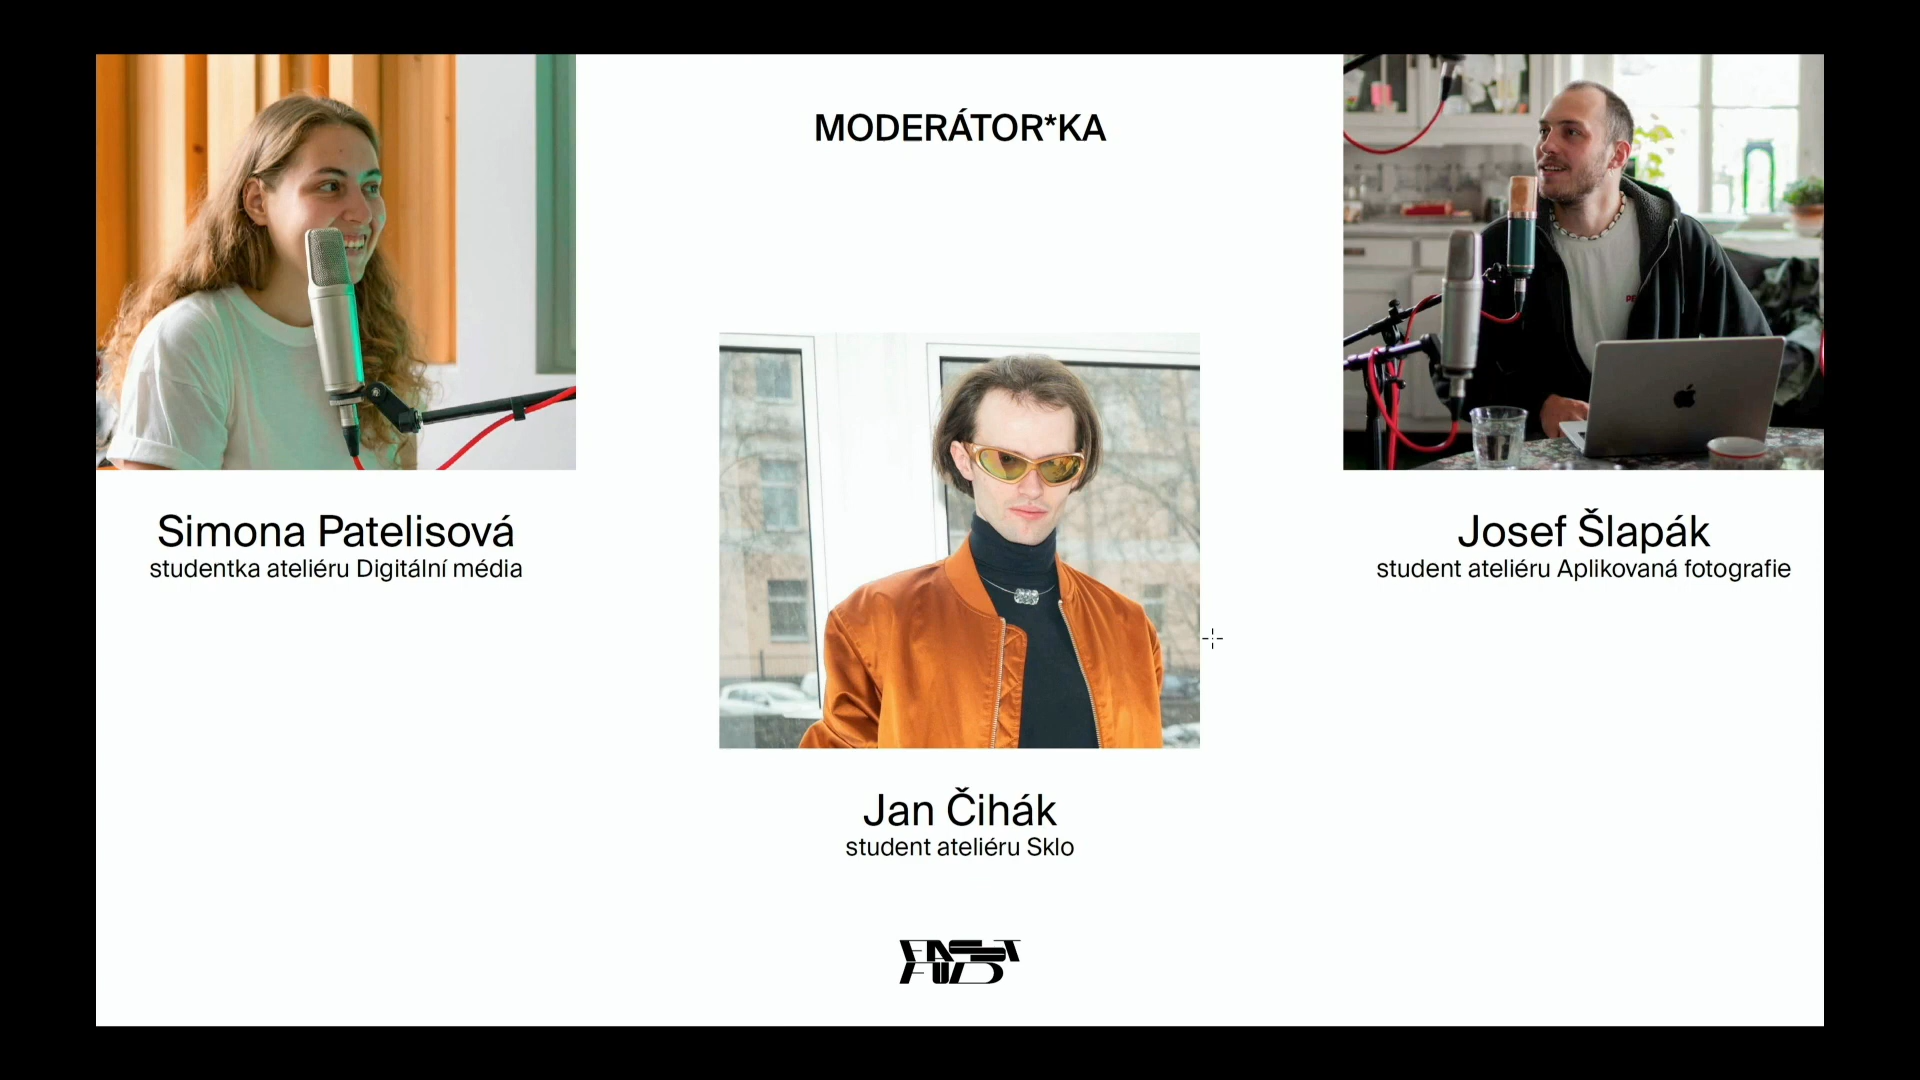 MODERÁTOR*KA
Simona Patelisová
studentka ateliéru Digitální média
Josef Šlapák
student ateliéru Aplikovaná fotografie
Jan Čihák
student ateliéru Sklo